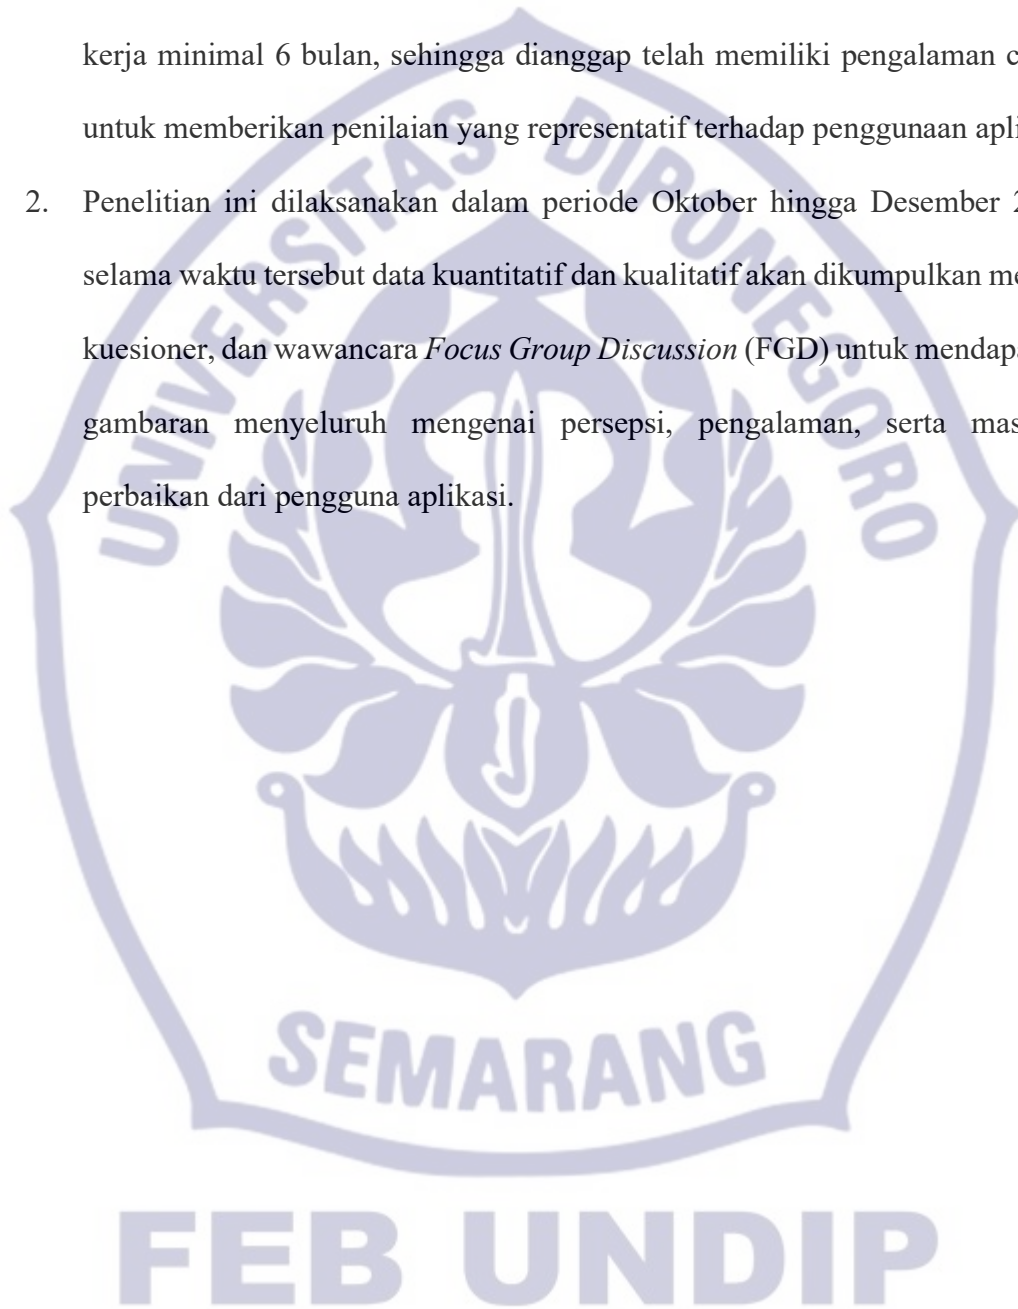 kerja minimal 6 bulan, sehingga dianggap telah memiliki pengalaman c
untuk memberikan penilaian yang representatif terhadap penggunaan apli
2. Penelitian ini dilaksanakan dalam periode Oktober hingga Desember 2
selama waktu tersebut data kuantitatif dan kualitatif akan dikumpulkan me
kuesioner, dan wawancara Focus Group Discussion (FGD) untuk mendapa
gambaran menyeluruh mengenai persepsi, pengalaman, serta mas
perbaikan dari pengguna aplikasi.
UNIVERSITAS DIPONEGORO
SEMARANG
FEB UNDIP